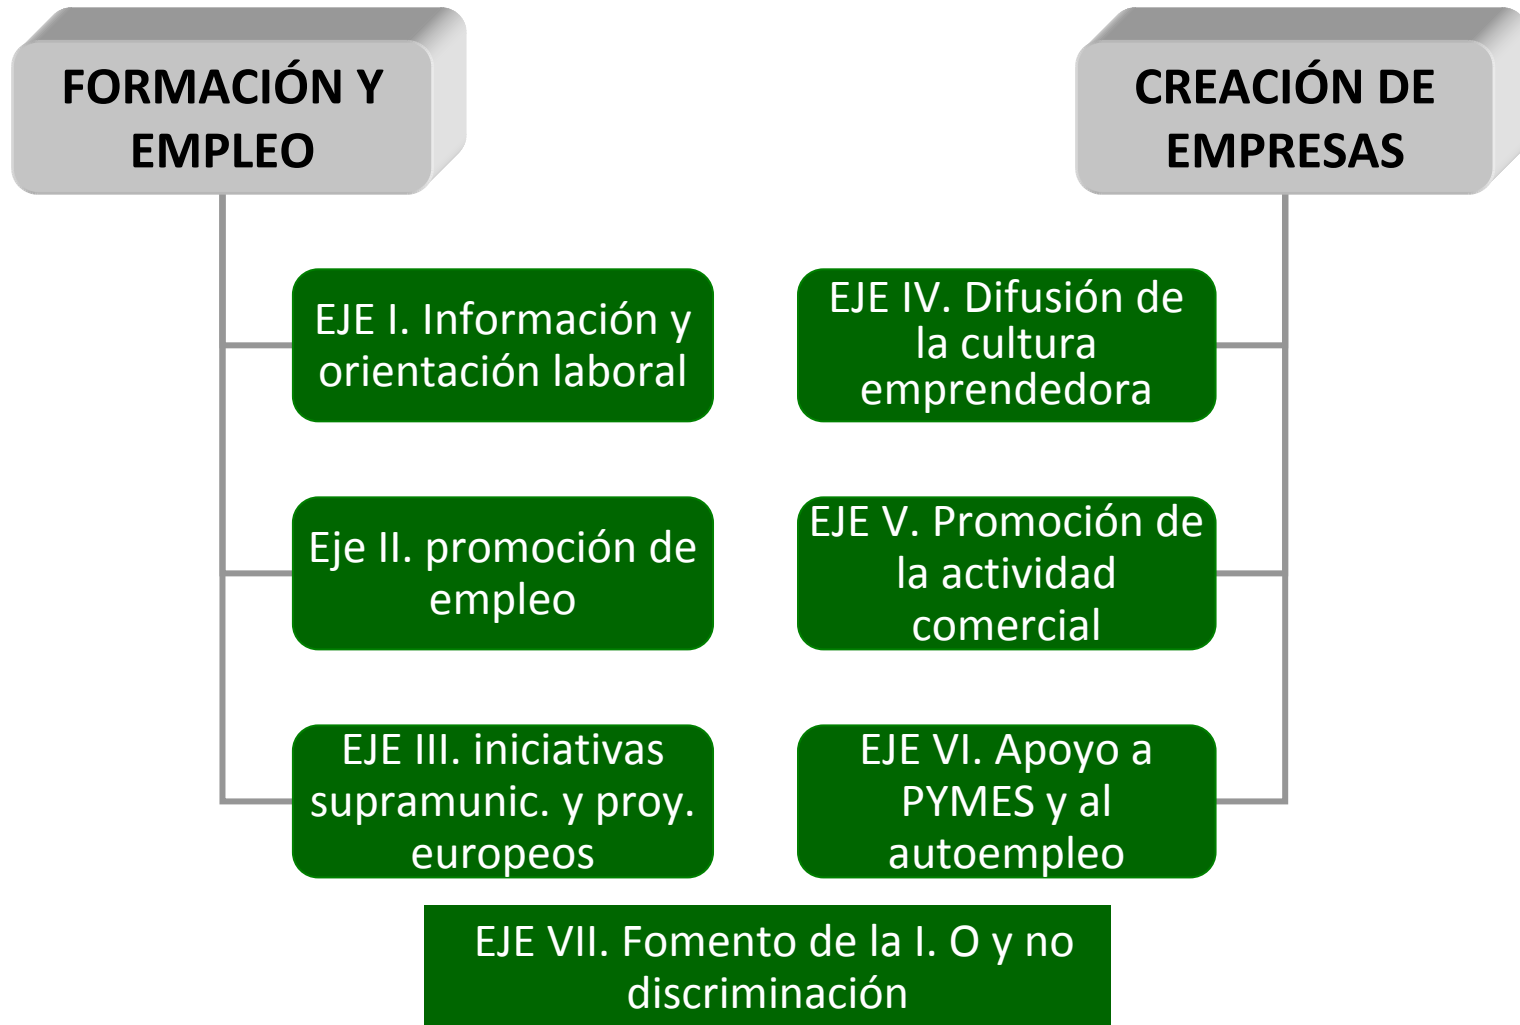 FORMACIÓN Y
EMPLEO
EJE I. Información y
orientación laboral
Eje II. promoción de
empleo
EJE III. iniciativas
supramunic. y proy.
europeos
CREACIÓN DE
EMPRESAS
EJE IV. Difusión de
la cultura
emprendedora
EJE V. Promoción de
la actividad
comercial
EJE VI. Apoyo a
PYMES y al
autoempleo
EJE VII. Fomento de la I. O y no
discriminación